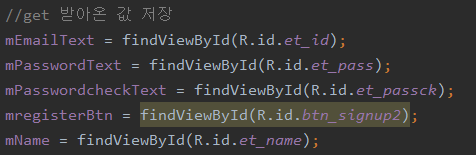 //get 받아온 값 저장
mEmailText = findViewById(R.id.et_id);
mPasswordText = findViewById(R.id.et_pass);
mPasswordcheckText = findViewById(R.id.et_passck);
mregisterBtn = findViewById(R.id.btn_signup2);
mName = findViewById(R.id.et_name);